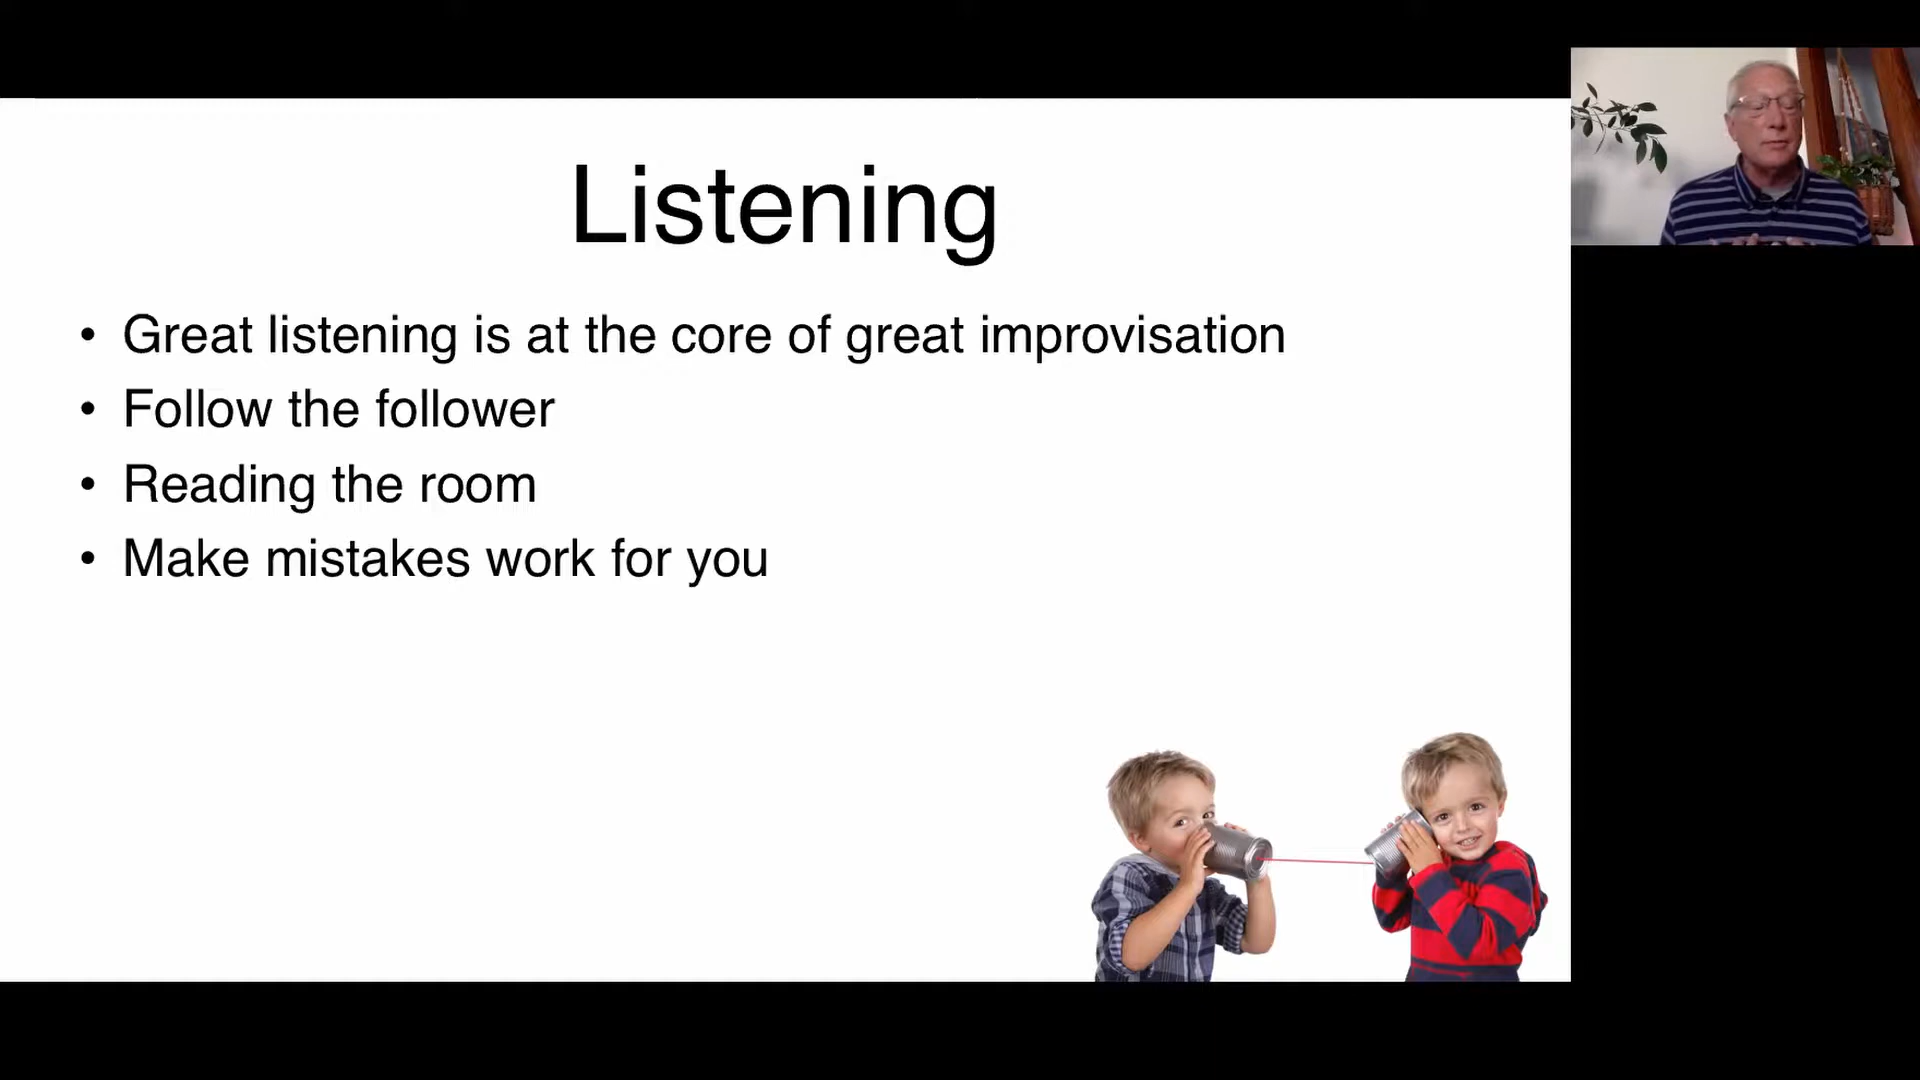 Listening
• Great listening is at the core of great improvisation
• Follow the follower
• Reading the room
• Make mistakes work for you